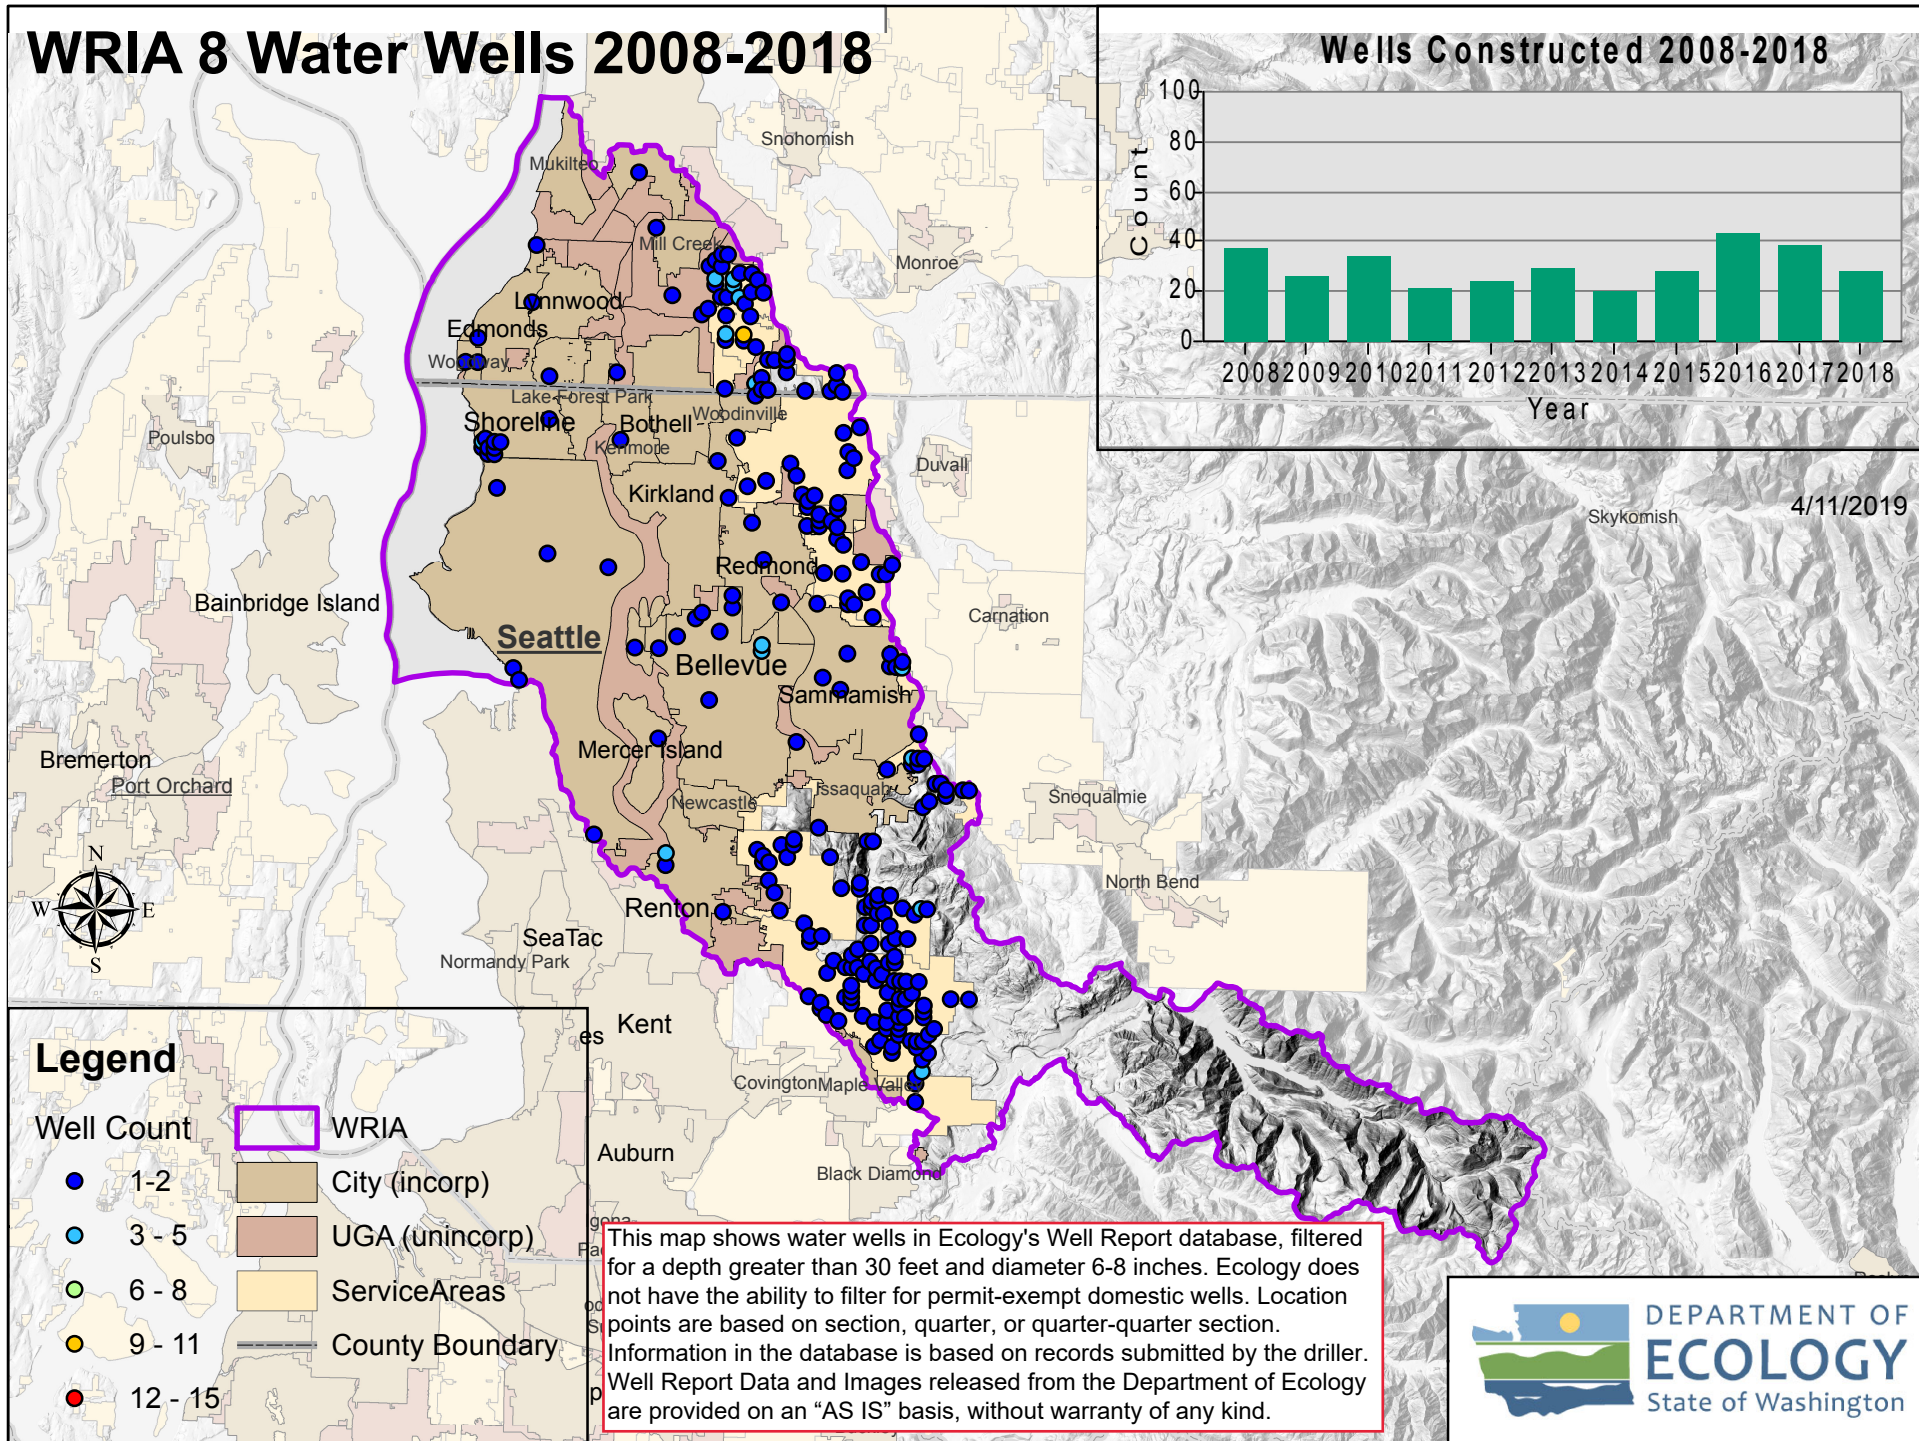 WRIA 8 Water Wells 2008-2018
Wells Constructed 2008-2018
Count
100
80
60
40
20
0
2008 2009 2010 2011 2012 2013 2014 2015 2016 2017 2018
Year
4/11/2019
Snohomish
Mukilteo
Mill Creek
Monroe
Lynnwood
Edmonds
Woodway
Lake Forest Park
Woodinville
Shoreline
Bothell
Kenmore
Poulsbo
Duvall
Kirkland
Skykomish
Redmond
Bainbridge Island
Carnation
Seattle
Bellevue
Sammamish
Mercer Island
Bremerton
Port Orchard
Newcastle
Issaquah
Snoqualmie
North Bend
Renton
SeaTac
Normandy Park
N
W
E
S
Kent
es
Covington
Maple Valley
Auburn
Black Diamond
Legend
Well Count
1-2
3 - 5
6 - 8
9 - 11
12 - 15
WRIA
City (incorp)
UGA (unincorp)
ServiceAreas
County Boundary
This map shows water wells in Ecology's Well Report database, filtered
for a depth greater than 30 feet and diameter 6-8 inches. Ecology does
not have the ability to filter for permit-exempt domestic wells. Location
points are based on section, quarter, or quarter-quarter section.
Information in the database is based on records submitted by the driller.
Well Report Data and Images released from the Department of Ecology
are provided on an “AS IS” basis, without warranty of any kind.
DEPARTMENT OF
ECOLOGY
State of Washington